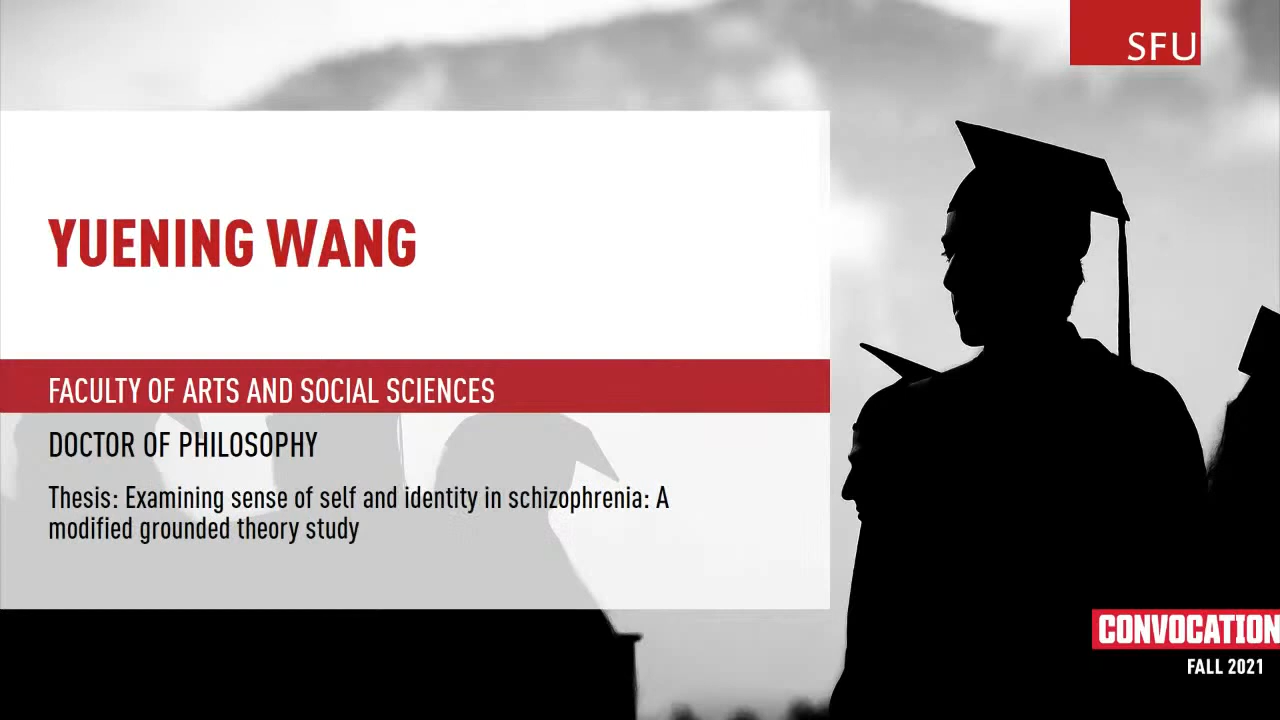 SFU
YUENING WANG
FACULTY OF ARTS AND SOCIAL SCIENCES
DOCTOR OF PHILOSOPHY
Thesis: Examining sense of self and identity in schizophrenia: A
modified grounded theory study
CONVOCATION
FALL 2021